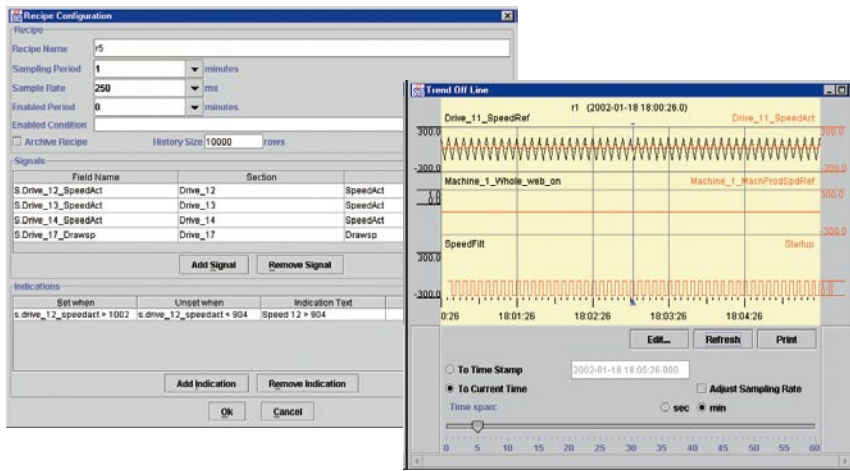 Recipe Configuration
Recipe
Recipe Name r5
Sampling Period 1 minutes
Sample Rate 250 ms
Enabled Period 0 minutes
Enabled Condition
Archive Recipe History Size 10000 rows
Signals
Field Name Section
S.Drive_12_SpeedAct Drive_12 SpeedAct
S.Drive_13_SpeedAct Drive_13 SpeedAct
S.Drive_14_SpeedAct Drive_14 SpeedAct
S.Drive_17_Drawsp Drive_17 Drawsp
Add Signal Remove Signal
Indications
Set when Unset when Indication Text
s.drive_12_speedact > 1002 s.drive_12_speedact < 904 Speed 12 > 904
Add Indication Remove Indication
Ok Cancel
Trend Off Line
r1 (2002-01-18 18:00:26.0)
Drive_11_SpeedRef Drive_11_SpeedAct
300.0 300.0
-300.0 -300.0
Machine_1_Whole_web_on Machine_1_MachProdSpdRef
1.0 300.0
-300.0
SpeedFilt Startup
300.0
-300.0
0:26 18:01:26 18:02:26 18:03:26 18:04:26
Edit... Refresh Print
To Time Stamp 2002-01-18 18:05:26.000
To Current Time Adjust Sampling Rate
Time span: sec min
0 5 10 15 20 25 30 35 40 45 50 55 60